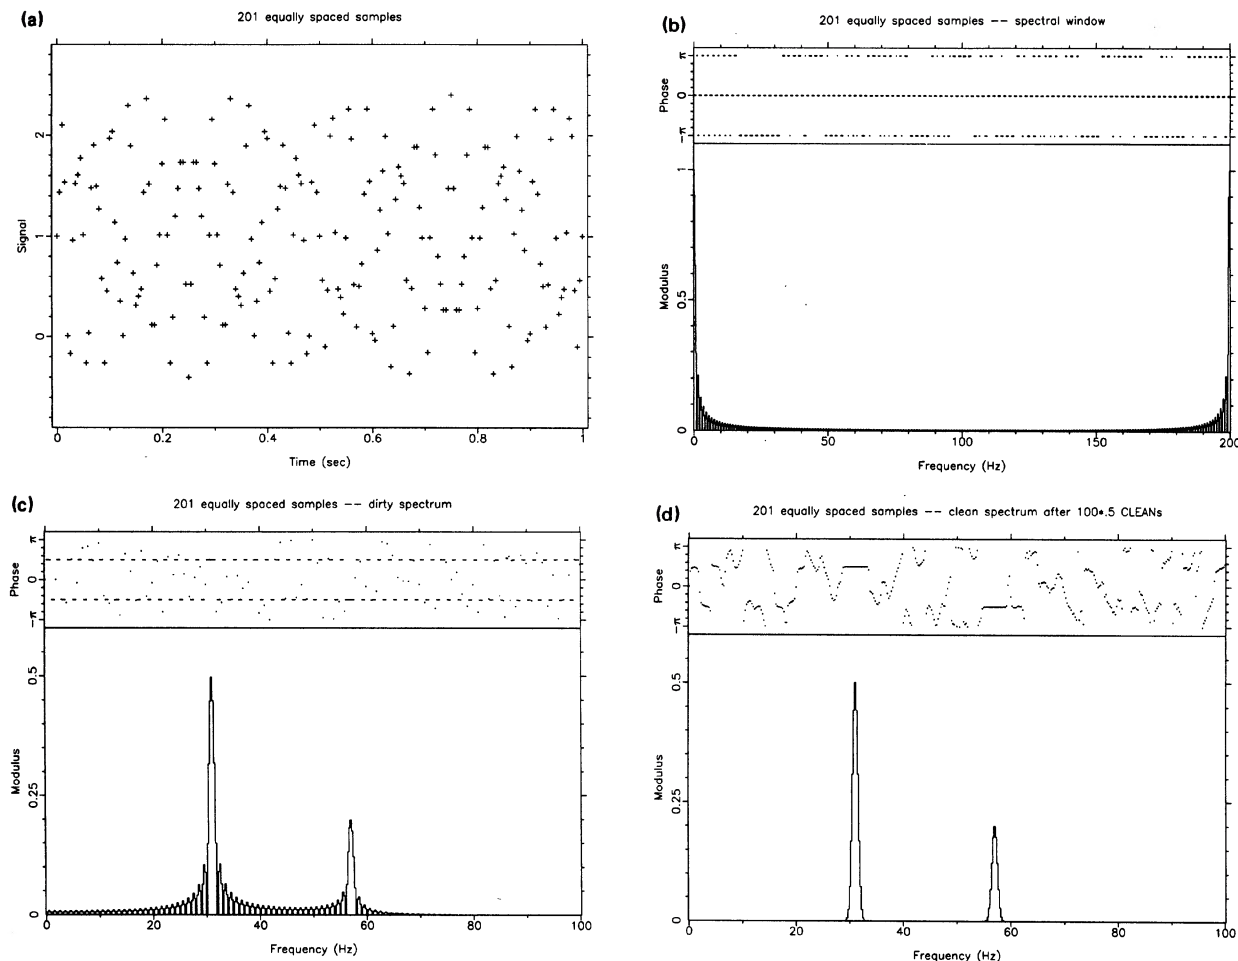 (a)
201 equally spaced samples
Signal
2
1
0
0
0.2
0.4
0.6
0.8
1
Time (sec)
(b)
201 equally spaced samples -- spectral window
Phase
π
0
-π
Modulus
1
0.5
0
0
50
100
150
200
Frequency (Hz)
(c)
201 equally spaced samples -- dirty spectrum
Phase
π
0
-π
Modulus
0.5
0.25
0
0
20
40
60
80
100
Frequency (Hz)
(d)
201 equally spaced samples -- clean spectrum after 100*.5 CLEANs
Phase
π
0
-π
Modulus
0.5
0.25
0
0
20
40
60
80
100
Frequency (Hz)